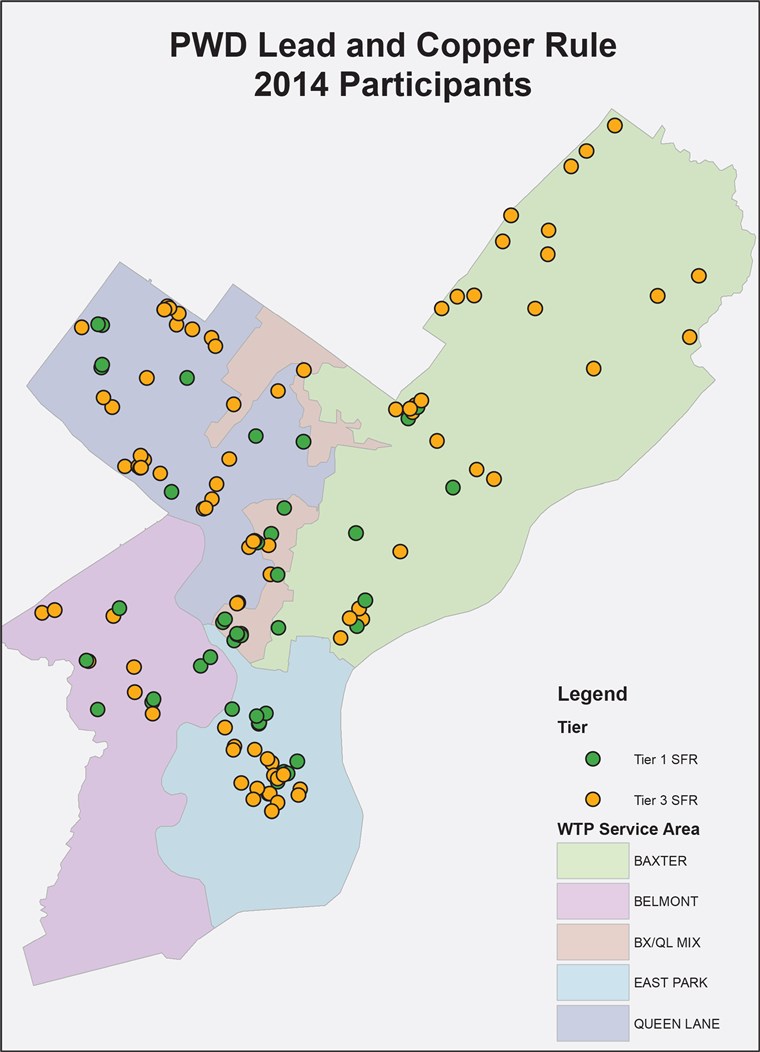 PWD Lead and Copper Rule
2014 Participants
Legend
Tier
Tier 1 SFR
Tier 3 SFR
WTP Service Area
BAXTER
BELMONT
BX/QL MIX
EAST PARK
QUEEN LANE